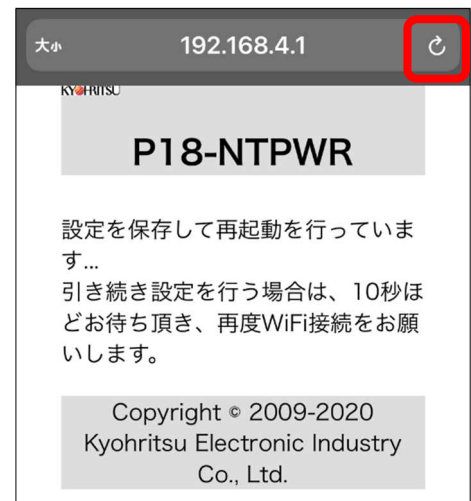 大小 192.168.4.1
KYOHRITSU
P18-NTPWR
設定を保存して再起動を行っていま
す...
引き続き設定を行う場合は、10秒ほ
どお待ち頂き、再度WiFi接続をお願
いします。
Copyright © 2009-2020
Kyohritsu Electronic Industry
Co., Ltd.